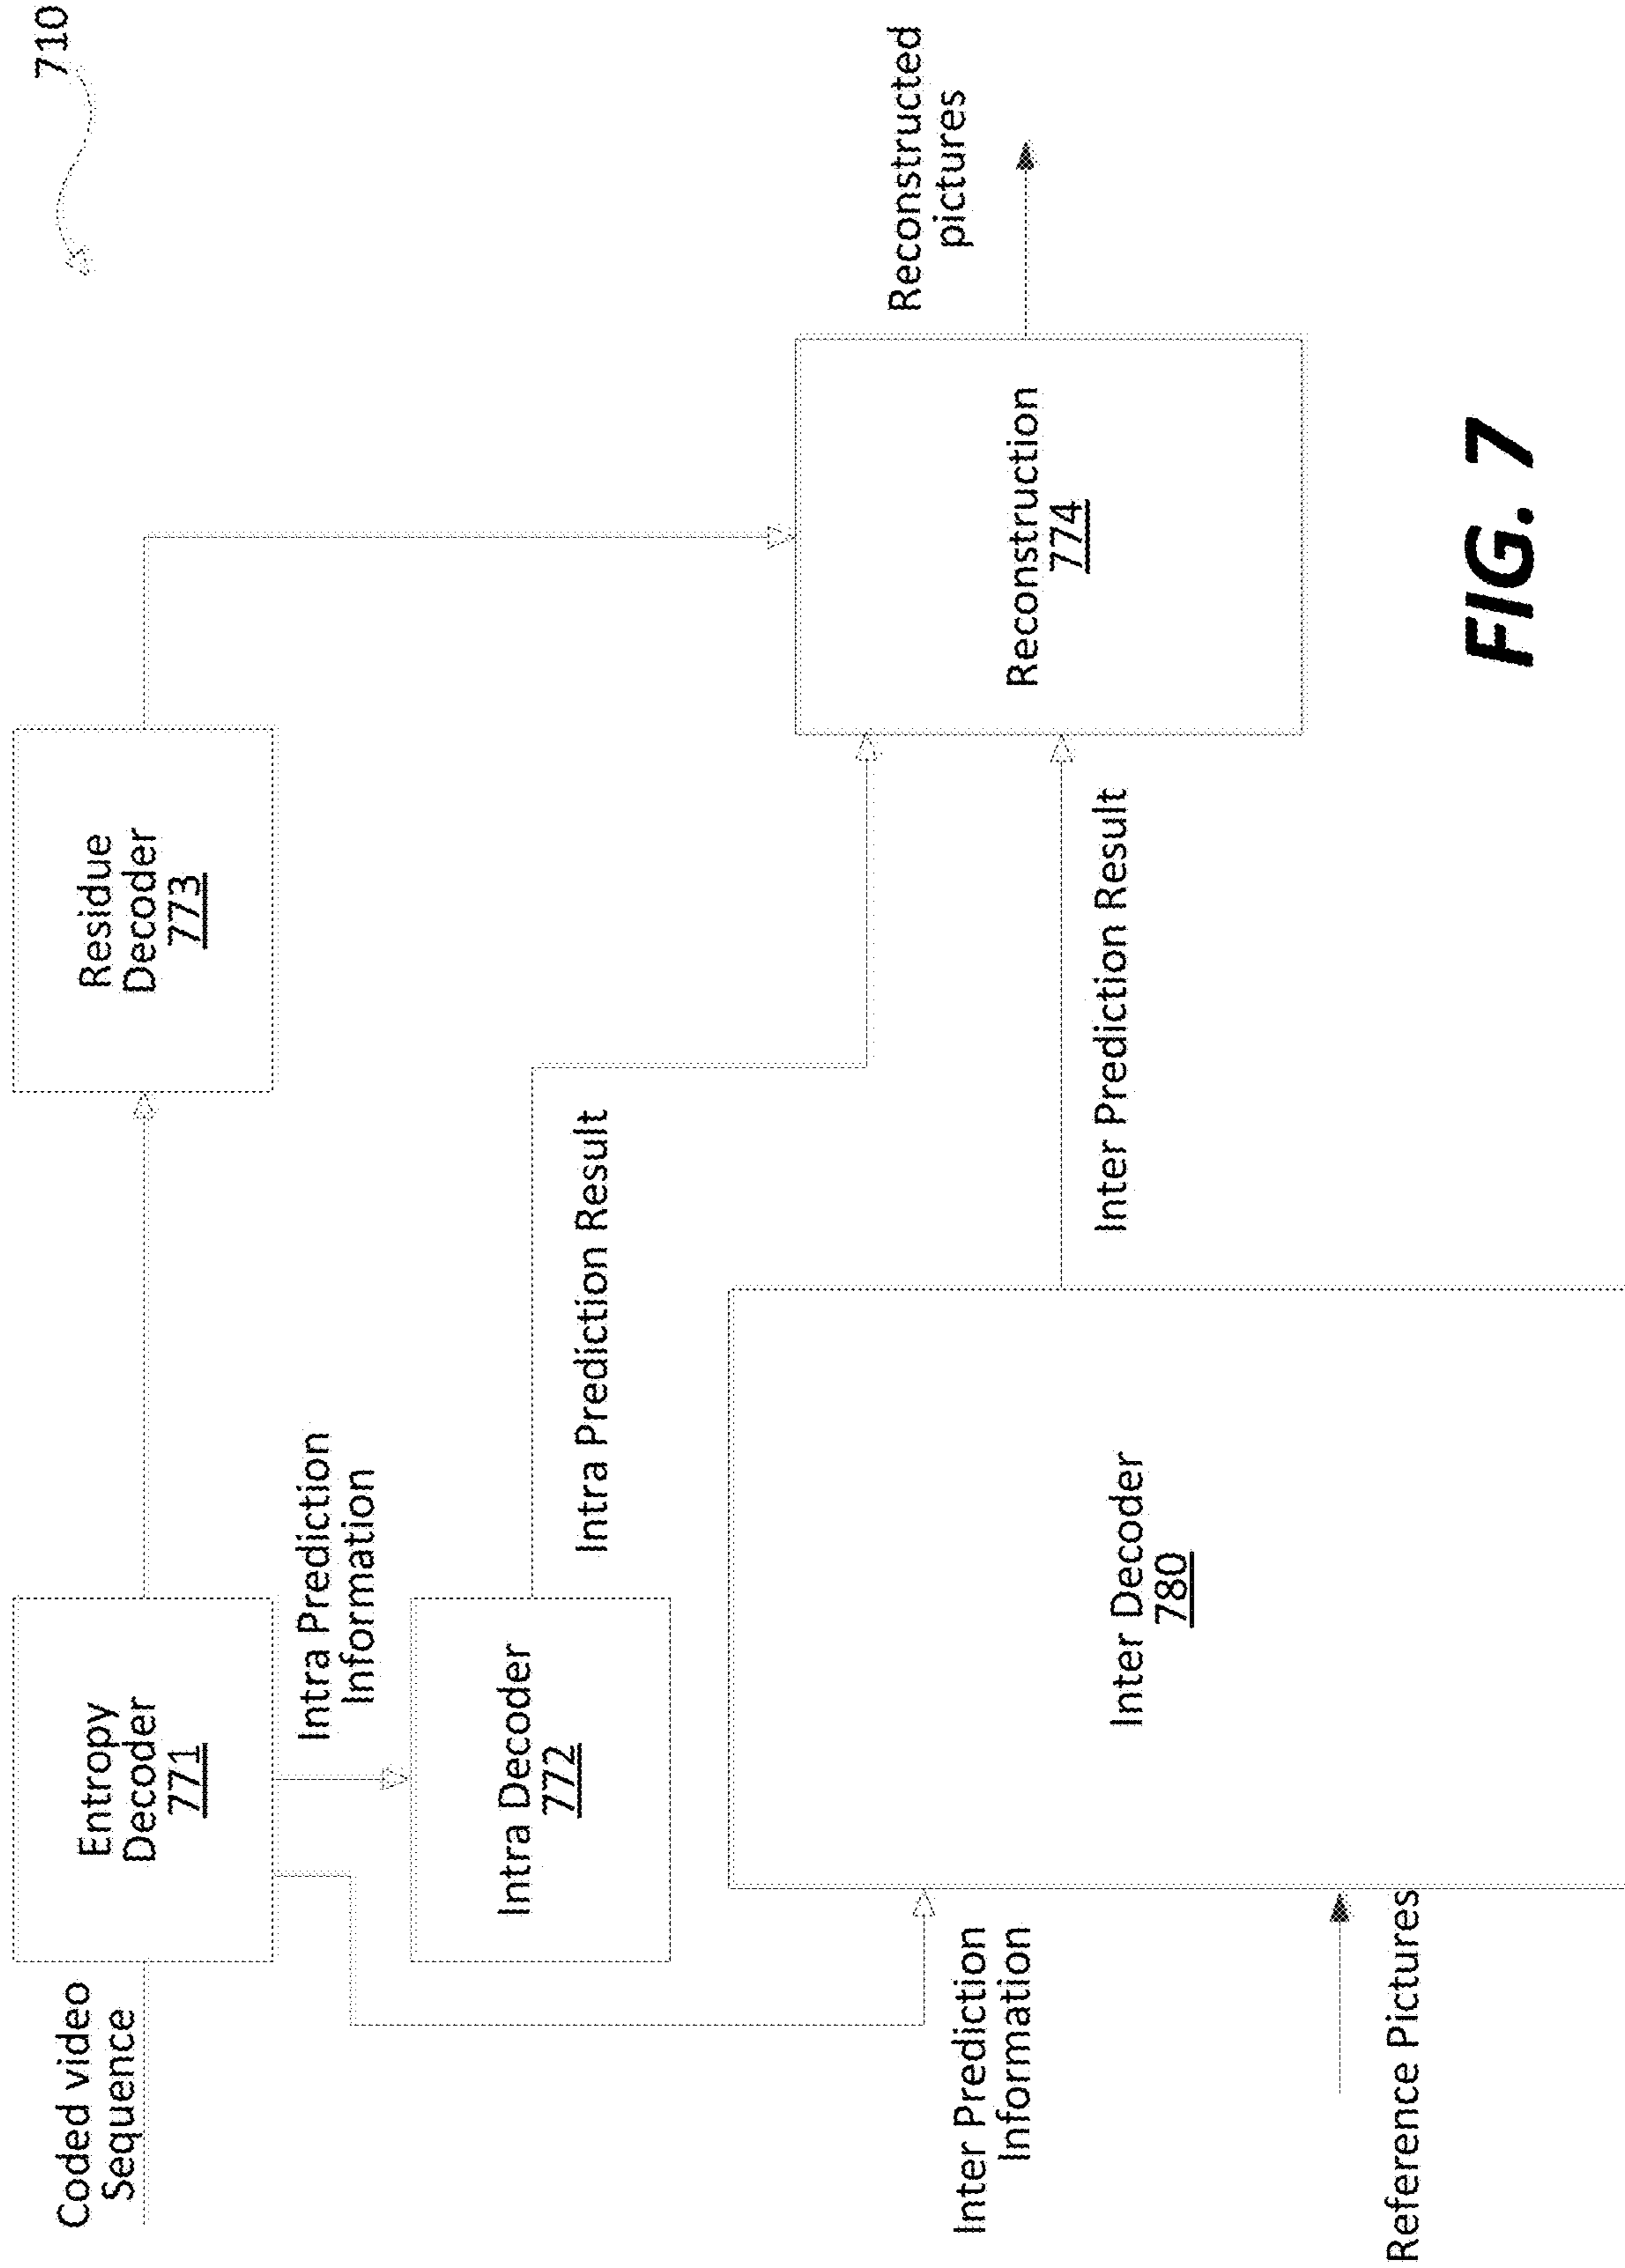 710
Coded video
Sequence
Entropy
Decoder
771
Residue
Decoder
773
Intra Prediction
Information
Intra Decoder
772
Intra Prediction Result
Reconstructed
pictures
Inter Prediction
Information
Inter Decoder
780
Inter Prediction Result
Reconstruction
774
Reference Pictures
FIG. 7